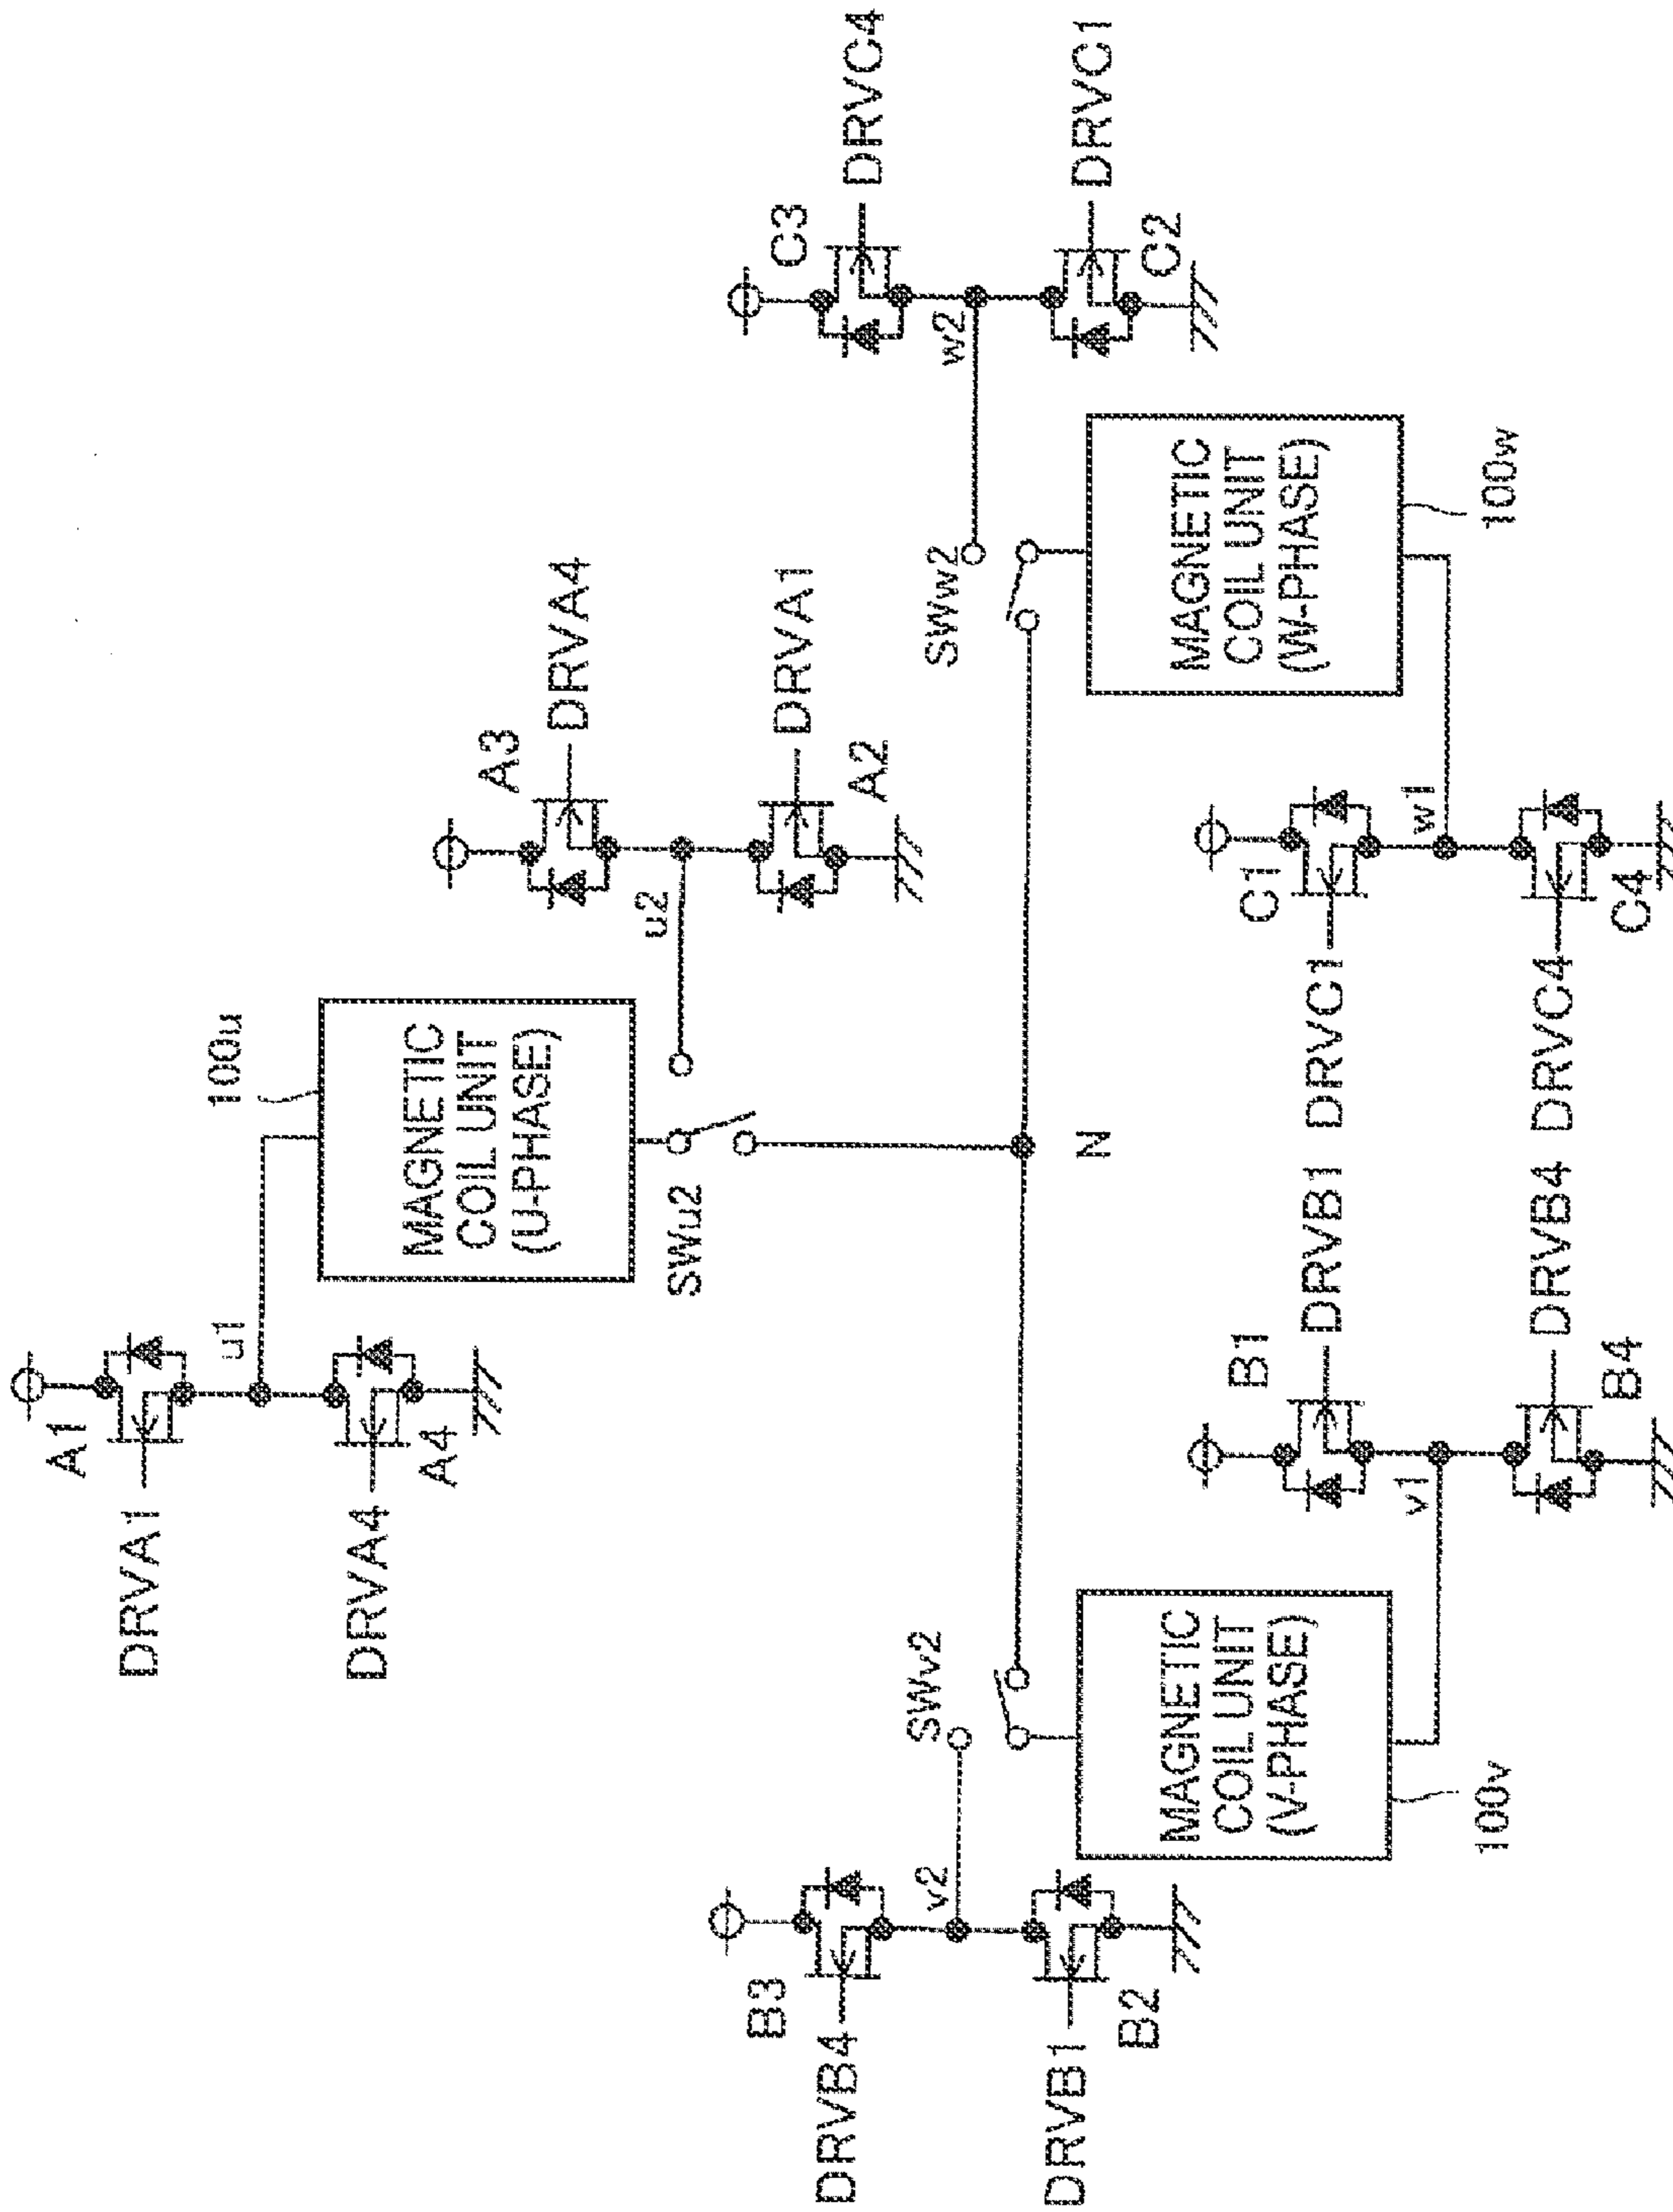 DRVA1
A1
DRVA4
A4
u1
100u
MAGNETIC
COIL UNIT
(U-PHASE)
SWu2
u2
A3
DRVA4
A2
DRVA1
N
B3
DRVB4
B2
DRVB1
v2
SWv2
MAGNETIC
COIL UNIT
(V-PHASE)
100v
v1
B1
DRVB1
B4
DRVB4
SWw2
w2
C3
DRVC4
C2
DRVC1
MAGNETIC
COIL UNIT
(W-PHASE)
100w
w1
C1
DRVC1
C4
DRVC4